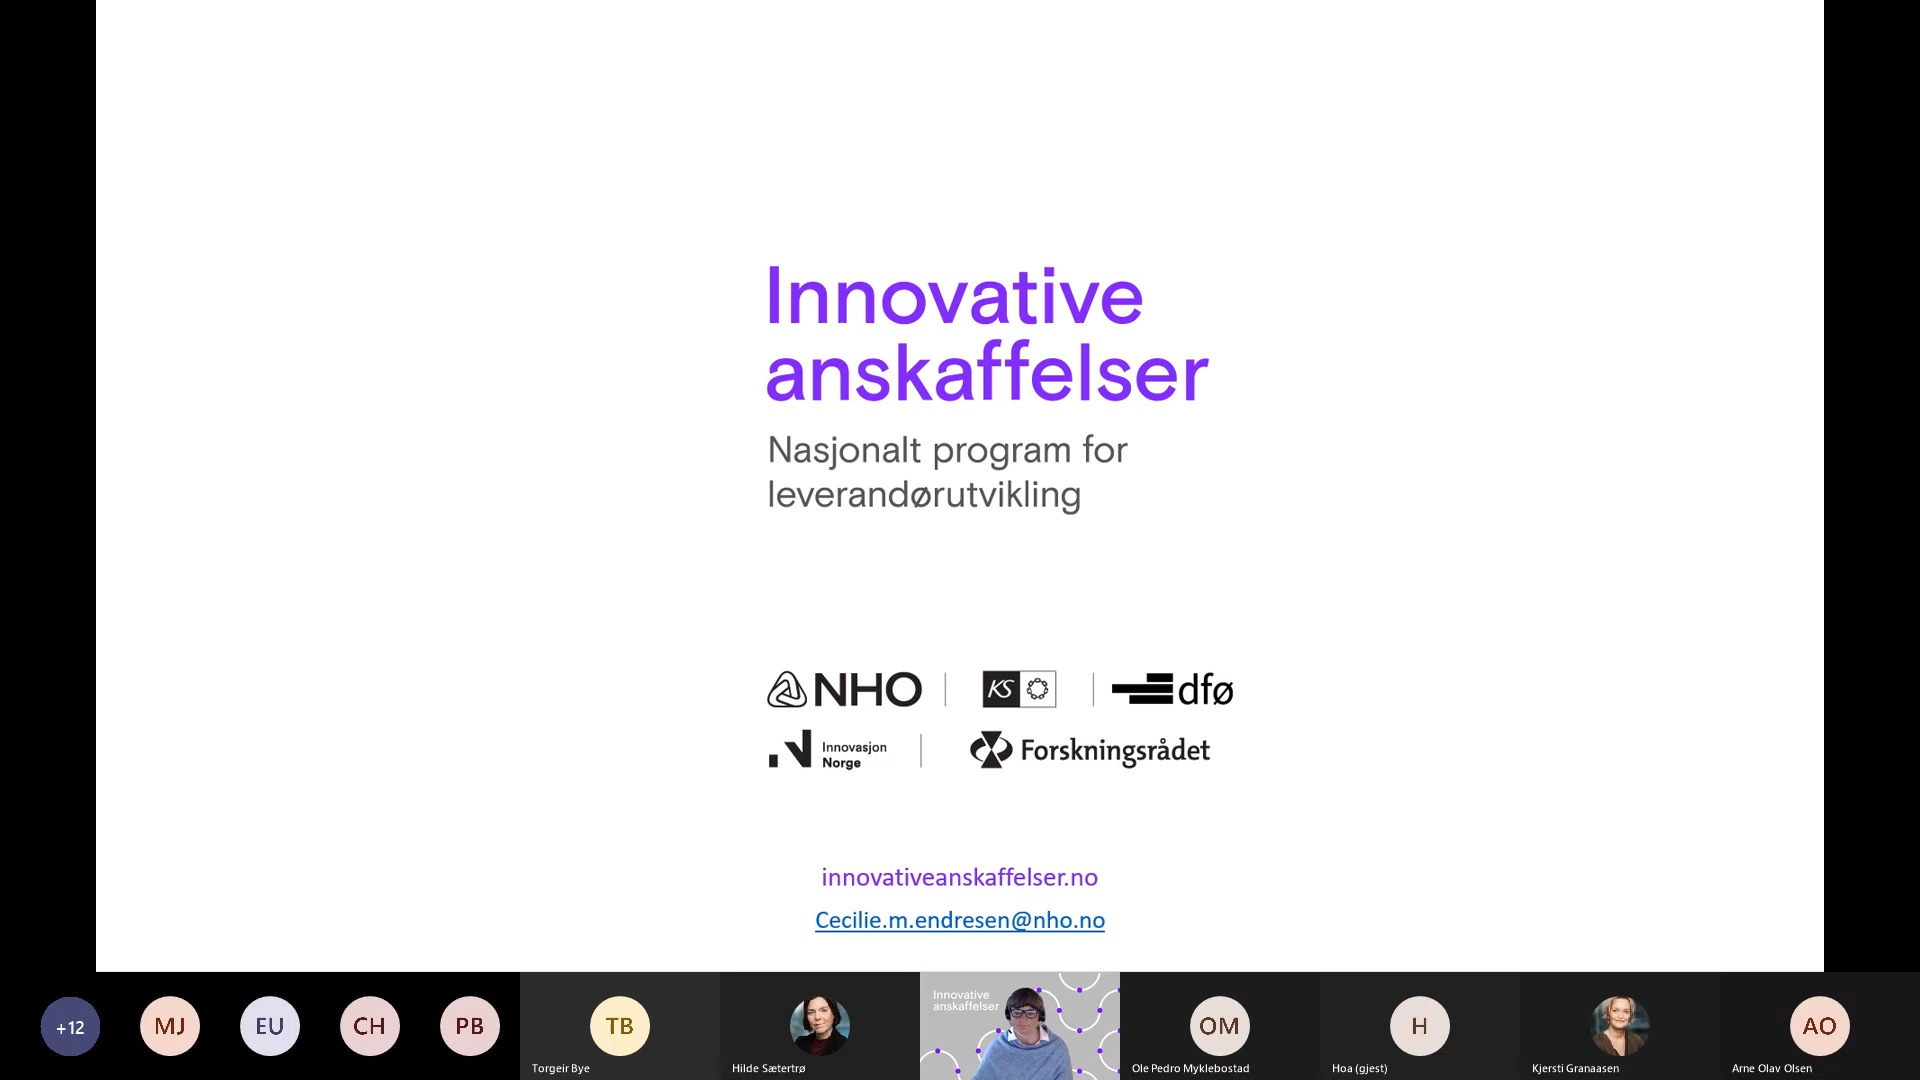 Innovative
anskaffelser
Nasjonalt program for
leverandørutvikling
NHO
KS
dfø
Innovasjon
Norge
Forskningsrådet
innovativeanskaffelser.no
Cecilie.m.endresen@nho.no
+12
MJ
EU
CH
PB
TB
Torgeir Bye
Hilde Sætertrø
Innovative
anskaffelser
OM
Ole Pedro Myklebostad
H
Hoa (gjest)
Kjersti Granaasen
AO
Arne Olav Olsen